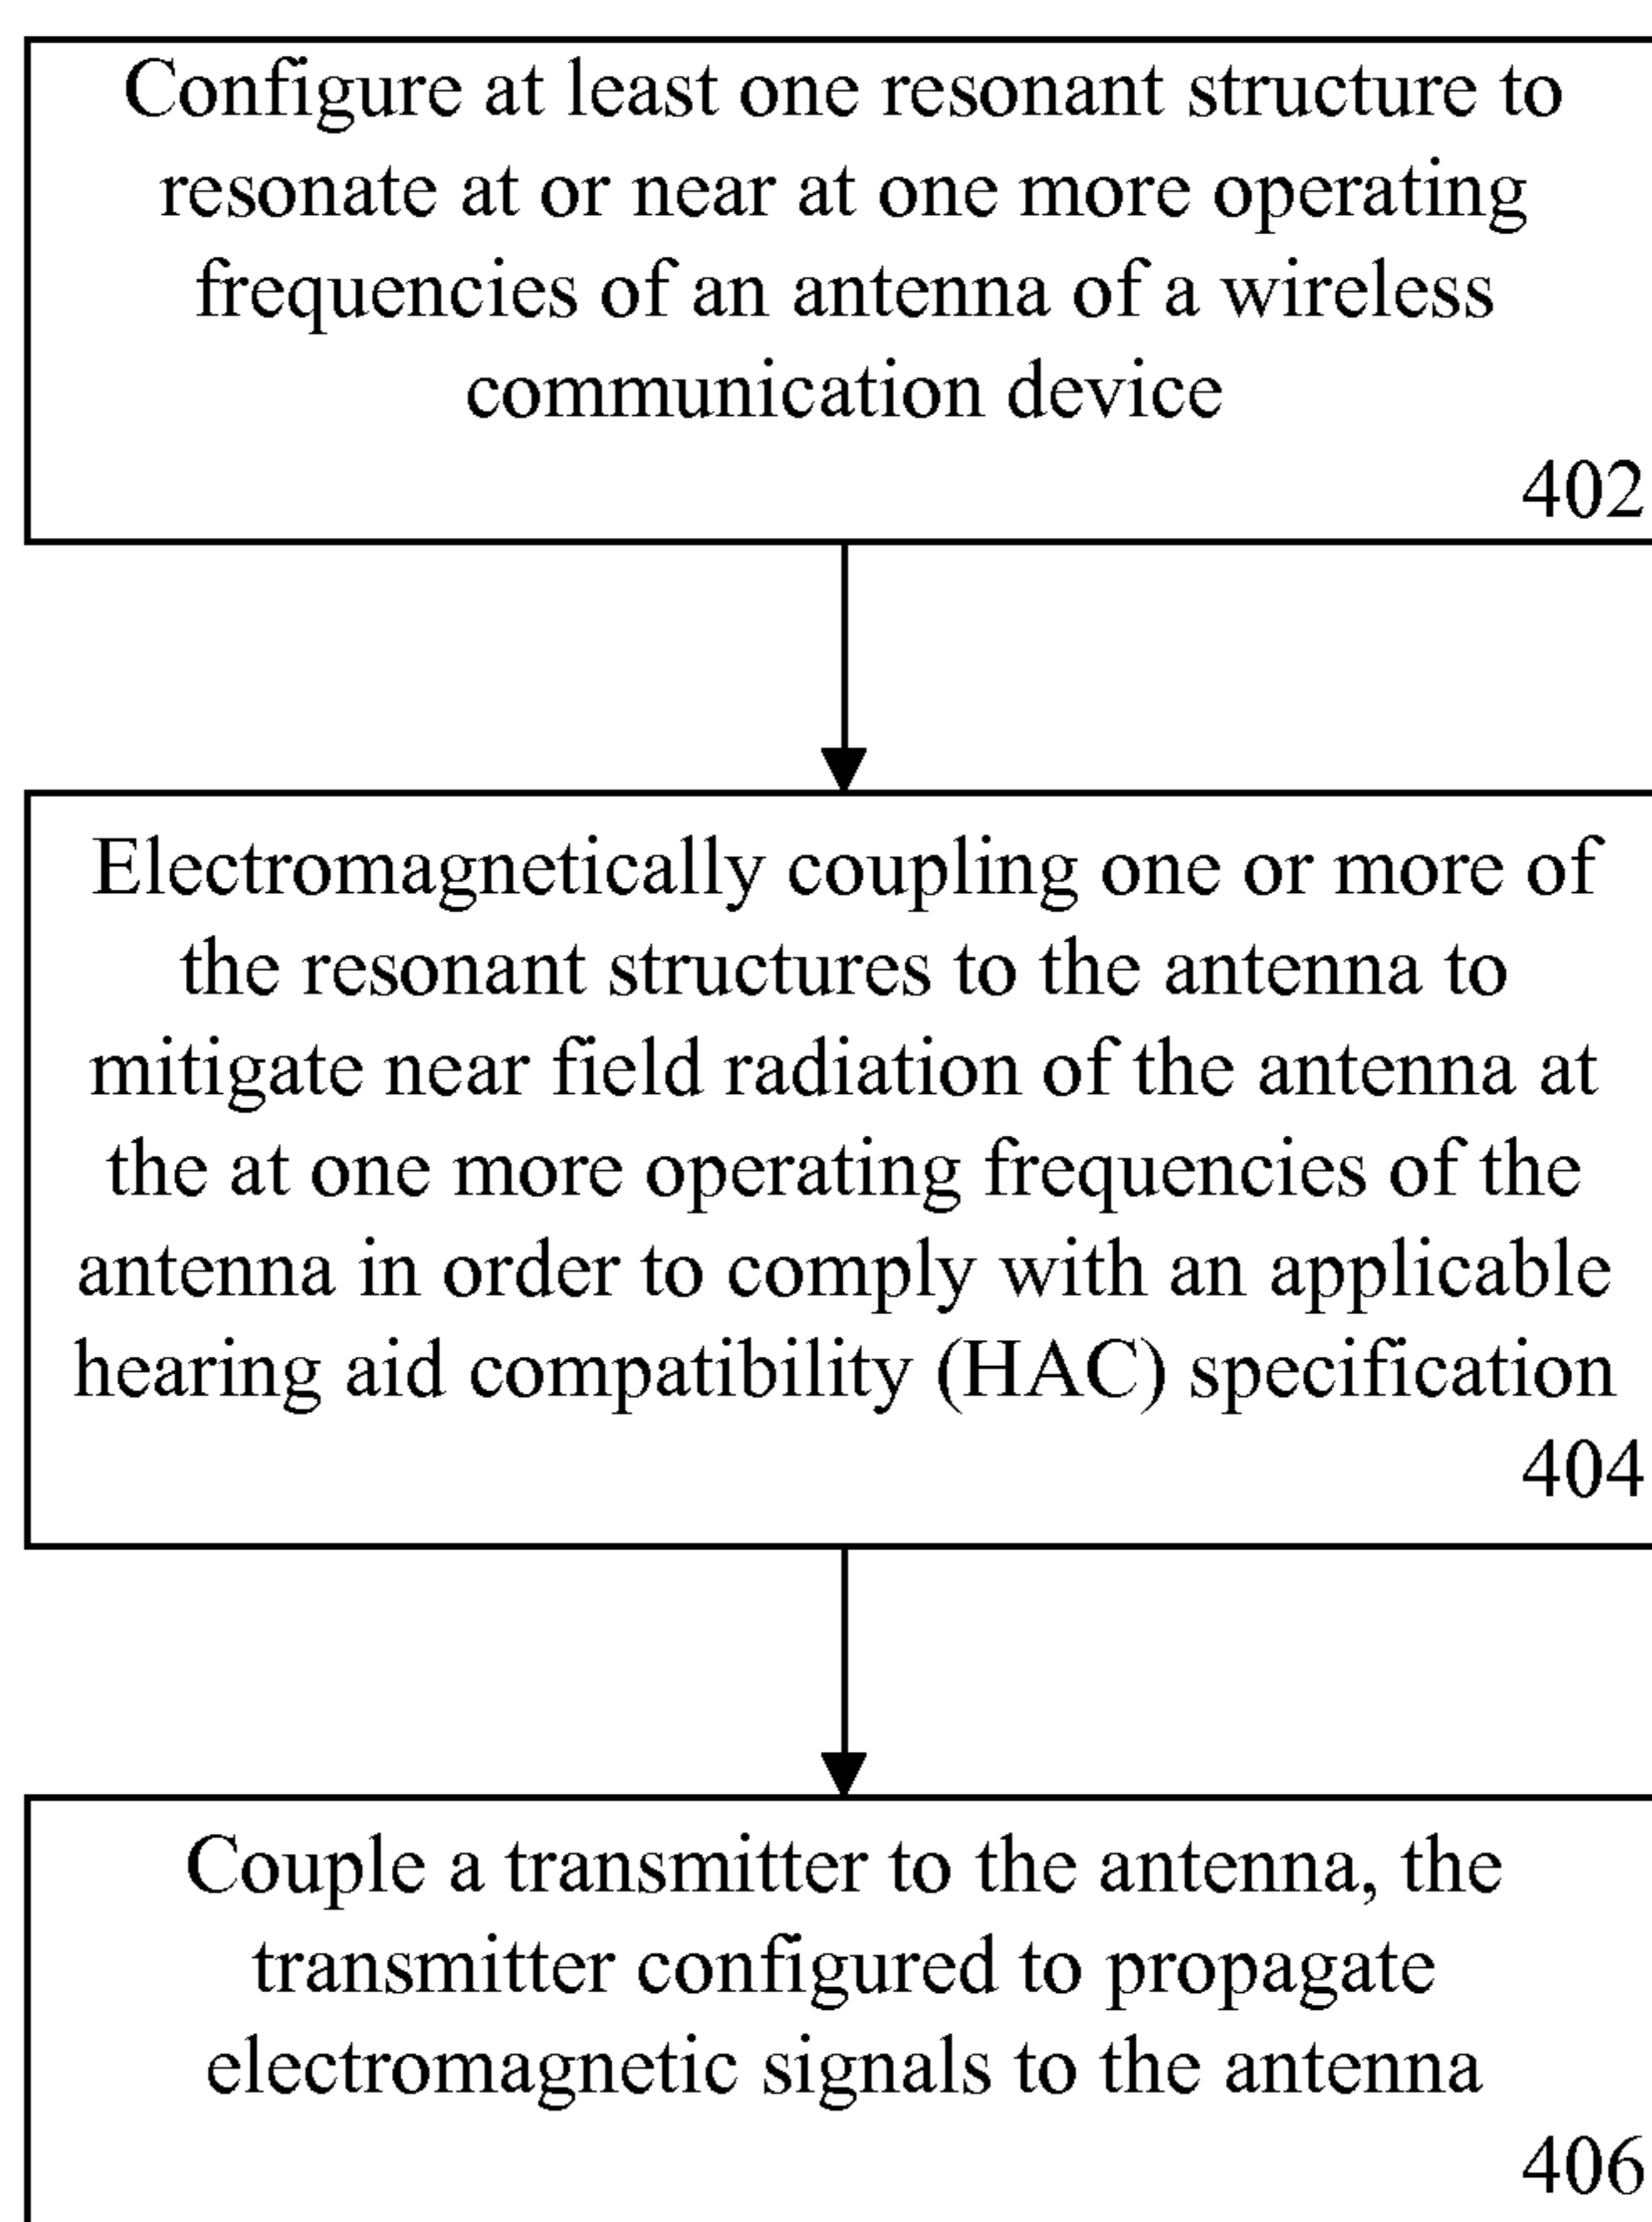 Configure at least one resonant structure to
resonate at or near at one more operating
frequencies of an antenna of a wireless
communication device
402
Electromagnetically coupling one or more of
the resonant structures to the antenna to
mitigate near field radiation of the antenna at
the at one more operating frequencies of the
antenna in order to comply with an applicable
hearing aid compatibility (HAC) specification
404
Couple a transmitter to the antenna, the
transmitter configured to propagate
electromagnetic signals to the antenna
406